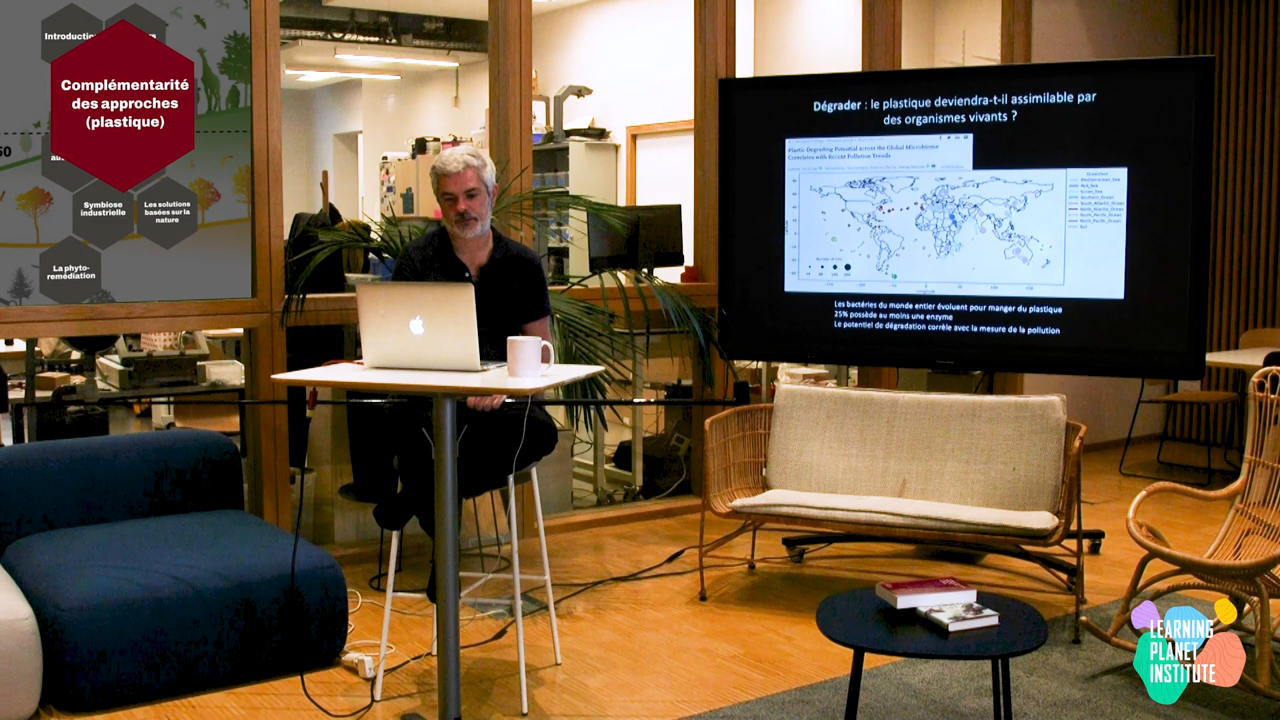 Introduction
Complémentarité
des approches
(plastique)
50
Symbiose
industrielle
Les solutions
basées sur la
nature
La phyto-
remédiation
Dégrader : le plastique deviendra-t-il assimilable par
des organismes vivants ?
Plastic-Degrading Potential across the Global Microbiome
Correlates with Recent Pollution Trends
Les bactéries du monde entier évoluent pour manger du plastique
25% possède au moins une enzyme
Le potentiel de dégradation corrèle avec la mesure de la pollution
LEARNING
PLANET
INSTITUTE